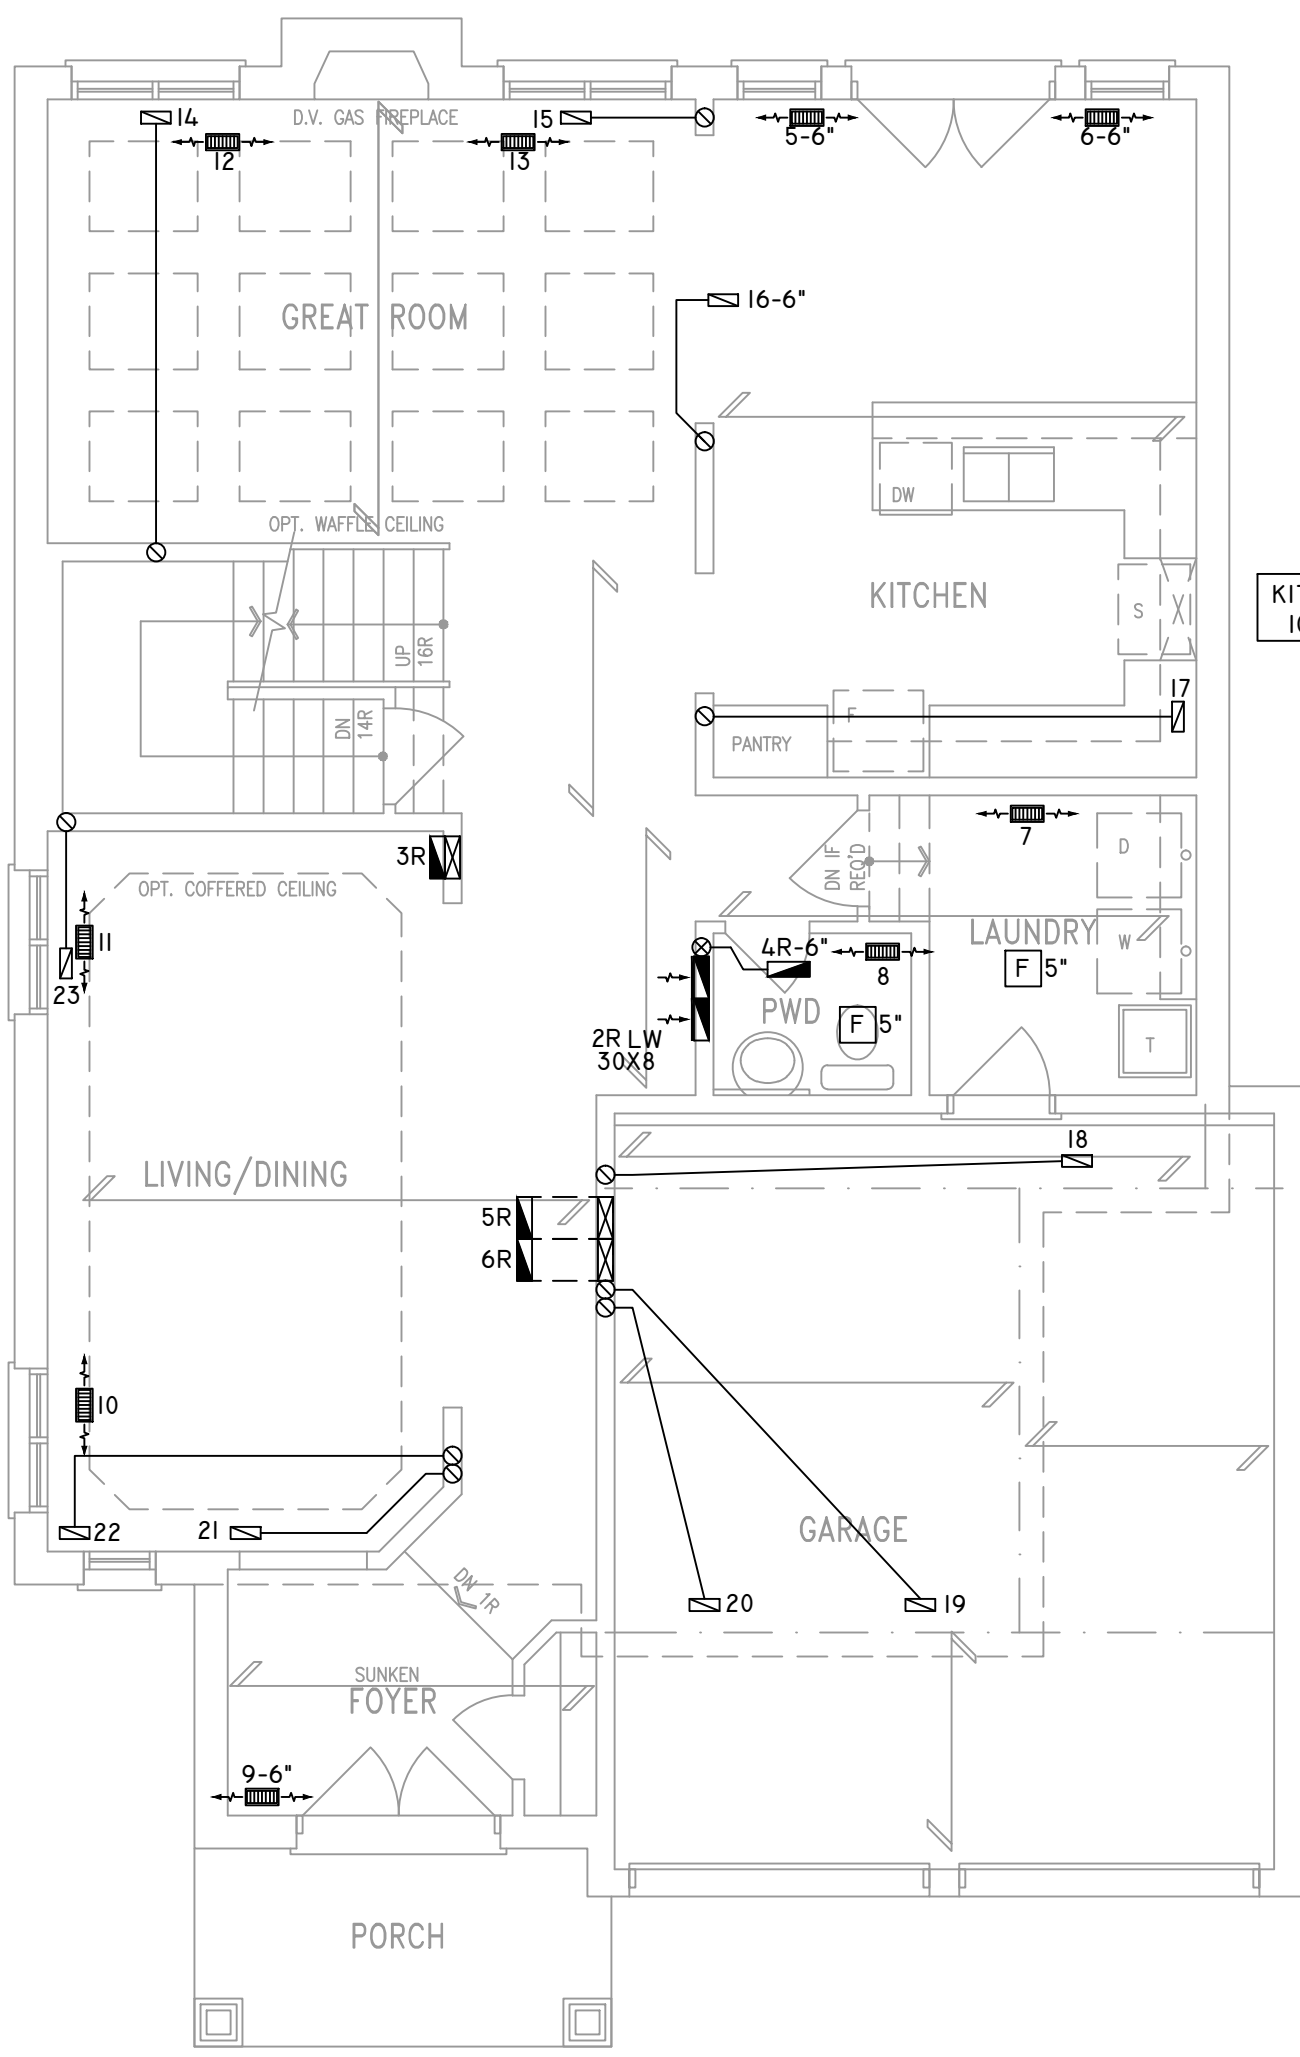 14
D.V. GAS FIREPLACE
15
5-6"
6-6"
12
13
GREAT ROOM
16-6"
DW
OPT. WAFFLE CEILING
KITCHEN
S
UP
16R
DN
14R
17
F
PANTRY
3R
7
D
DN IF
REQ'D
OPT. COFFERED CEILING
11
23
LAUNDRY
W
4R-6"
8
F 5"
PWD
F 5"
2R LW
30X8
T
LIVING/DINING
18
5R
6R
10
22
21
GARAGE
DN 1R
20
19
SUNKEN
FOYER
9-6"
PORCH